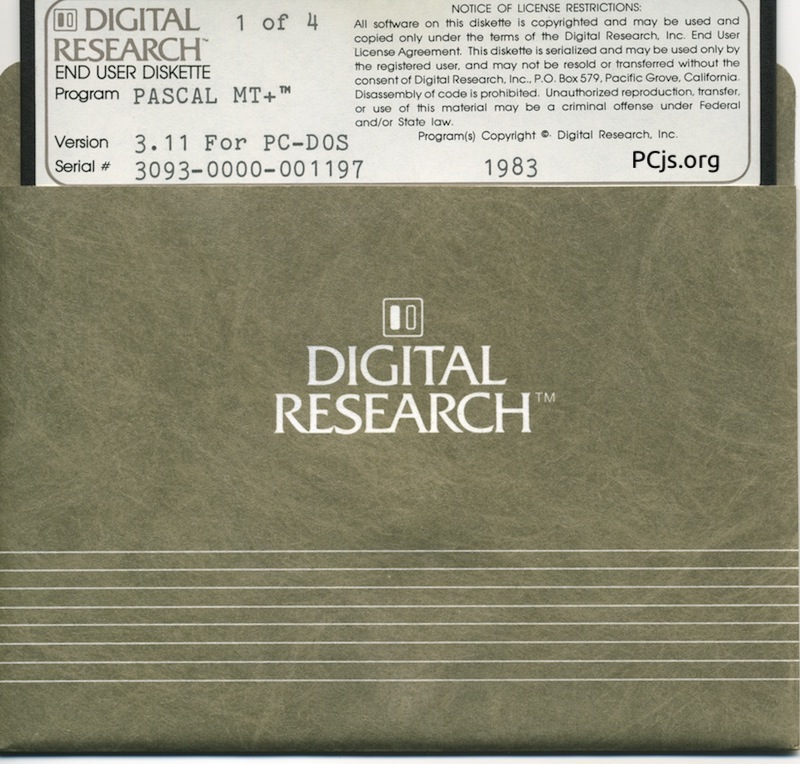 DIGITAL
RESEARCH™
END USER DISKETTE
1 of 4
Program PASCAL MT+™
Version 3.11 For PC-DOS
Serial # 3093-0000-001197
NOTICE OF LICENSE RESTRICTIONS:
All software on this diskette is copyrighted and may be used and
copied only under the terms of the Digital Research, Inc. End User
License Agreement. This diskette is serialized and may be used only by
the registered user, and may not be resold or transferred without the
consent of Digital Research, Inc., P.O. Box 579, Pacific Grove, California.
Disassembly of code is prohibited. Unauthorized reproduction, transfer,
or use of this material may be a criminal offense under Federal
and/or State law.
Program(s) Copyright © Digital Research, Inc.
1983
PCjs.org
DIGITAL
RESEARCH™